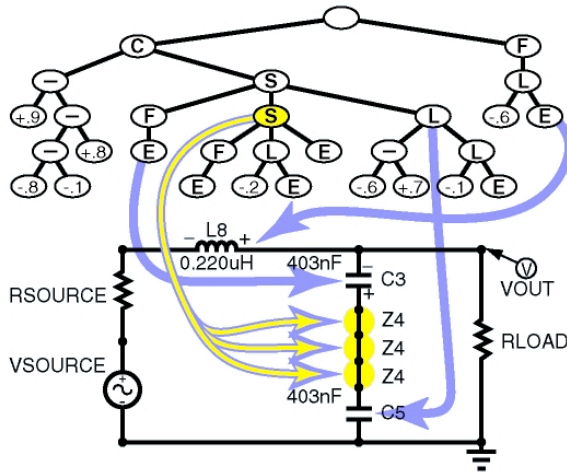 C F
− S L
+.9 − F S L -.6 E
− +.8 E F L E − L
-.8 -.1 E -.2 E -.6 +.7 -.1 E
− L8 +
0.220uH 403nF −
C3
+
RSOURCE
V
VOUT
Z4
Z4
Z4
RLOAD
VSOURCE
+
-
403nF
C5